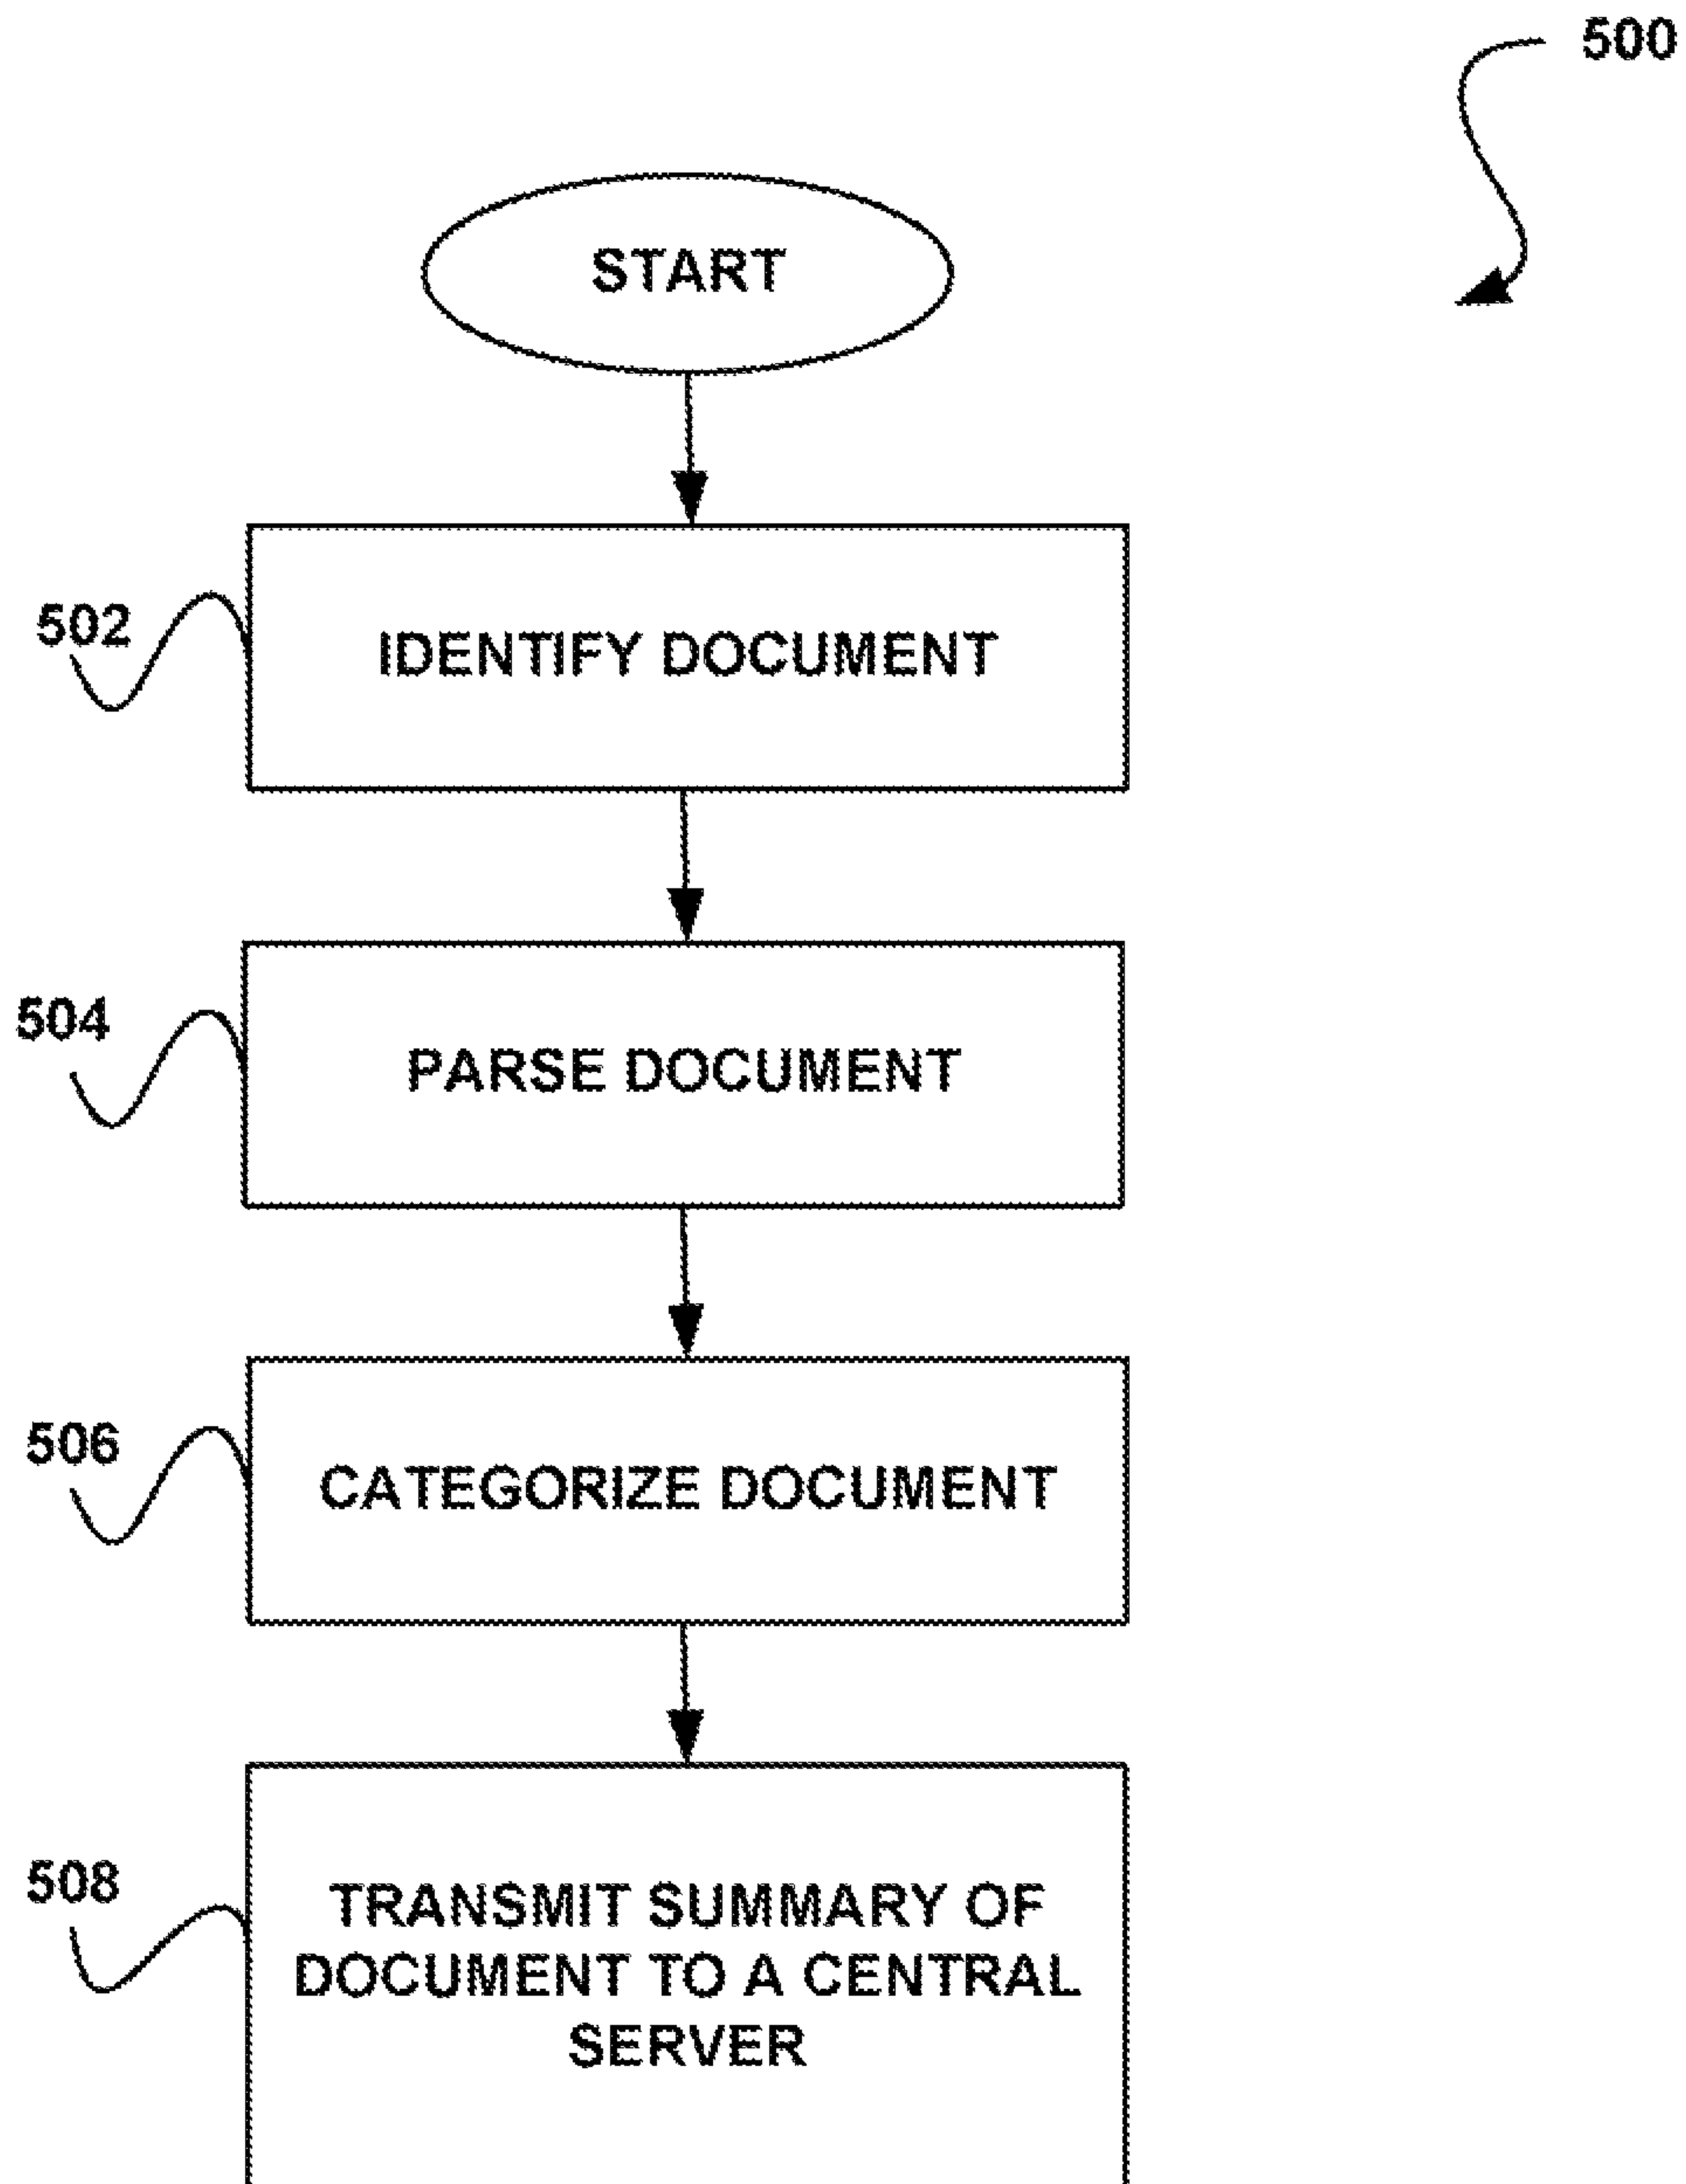 500
START
502
IDENTIFY DOCUMENT
504
PARSE DOCUMENT
506
CATEGORIZE DOCUMENT
508
TRANSMIT SUMMARY OF
DOCUMENT TO A CENTRAL
SERVER